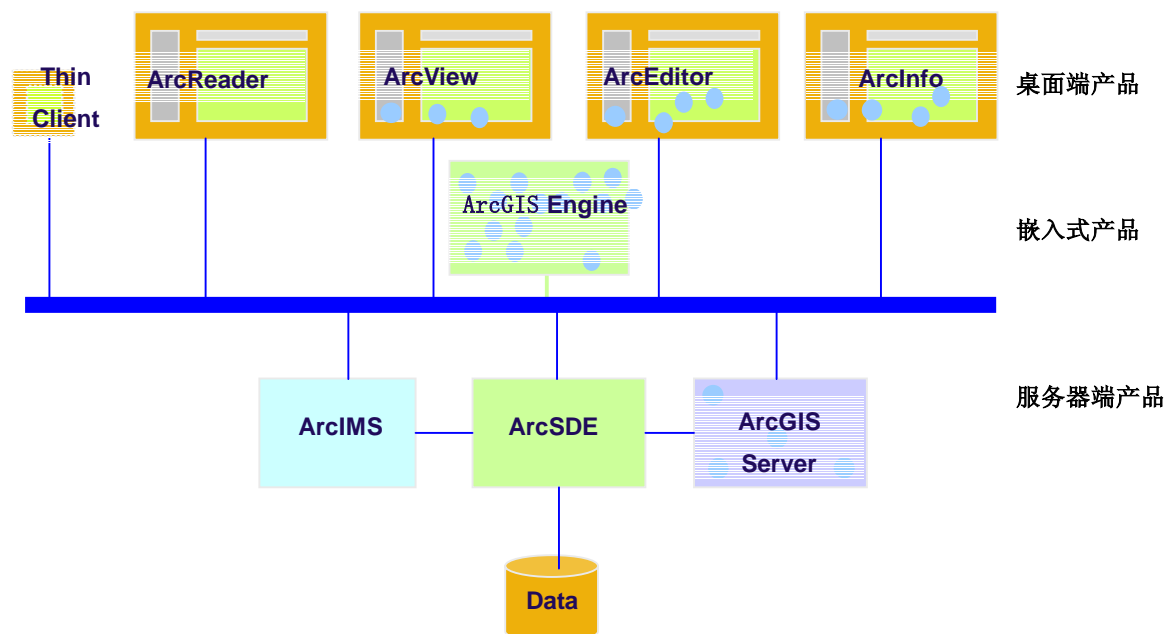 Thin
Client
ArcReader
ArcView
ArcEditor
ArcInfo
桌面端产品
ArcGIS Engine
嵌入式产品
ArcIMS
ArcSDE
ArcGIS
Server
服务器端产品
Data